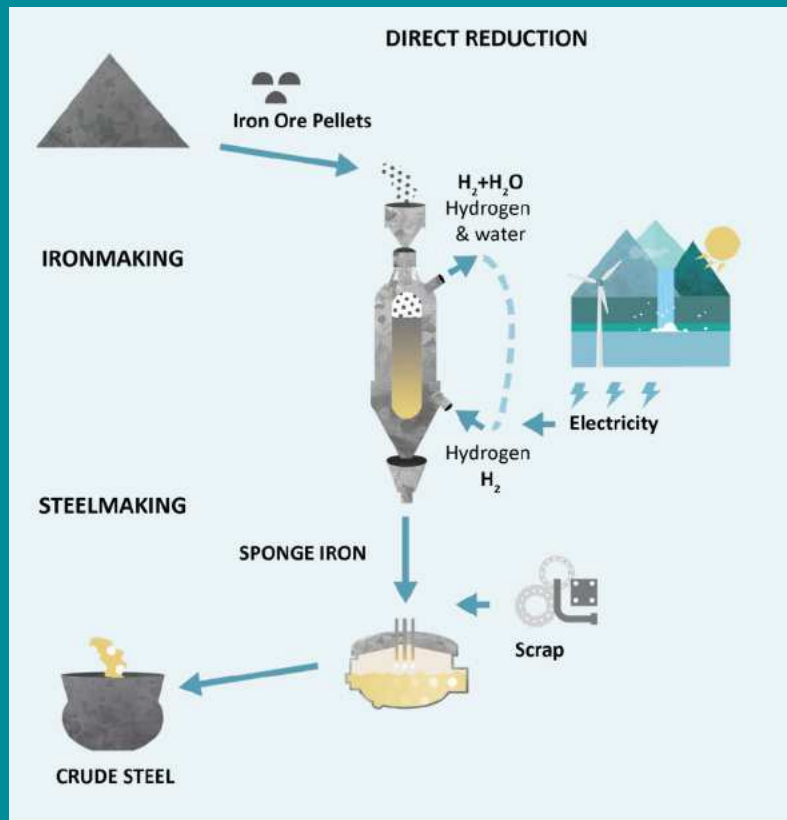 DIRECT REDUCTION
Iron Ore Pellets
H₂+H₂O
Hydrogen
& water
IRONMAKING
Electricity
Hydrogen
H₂
STEELMAKING
SPONGE IRON
Scrap
CRUDE STEEL